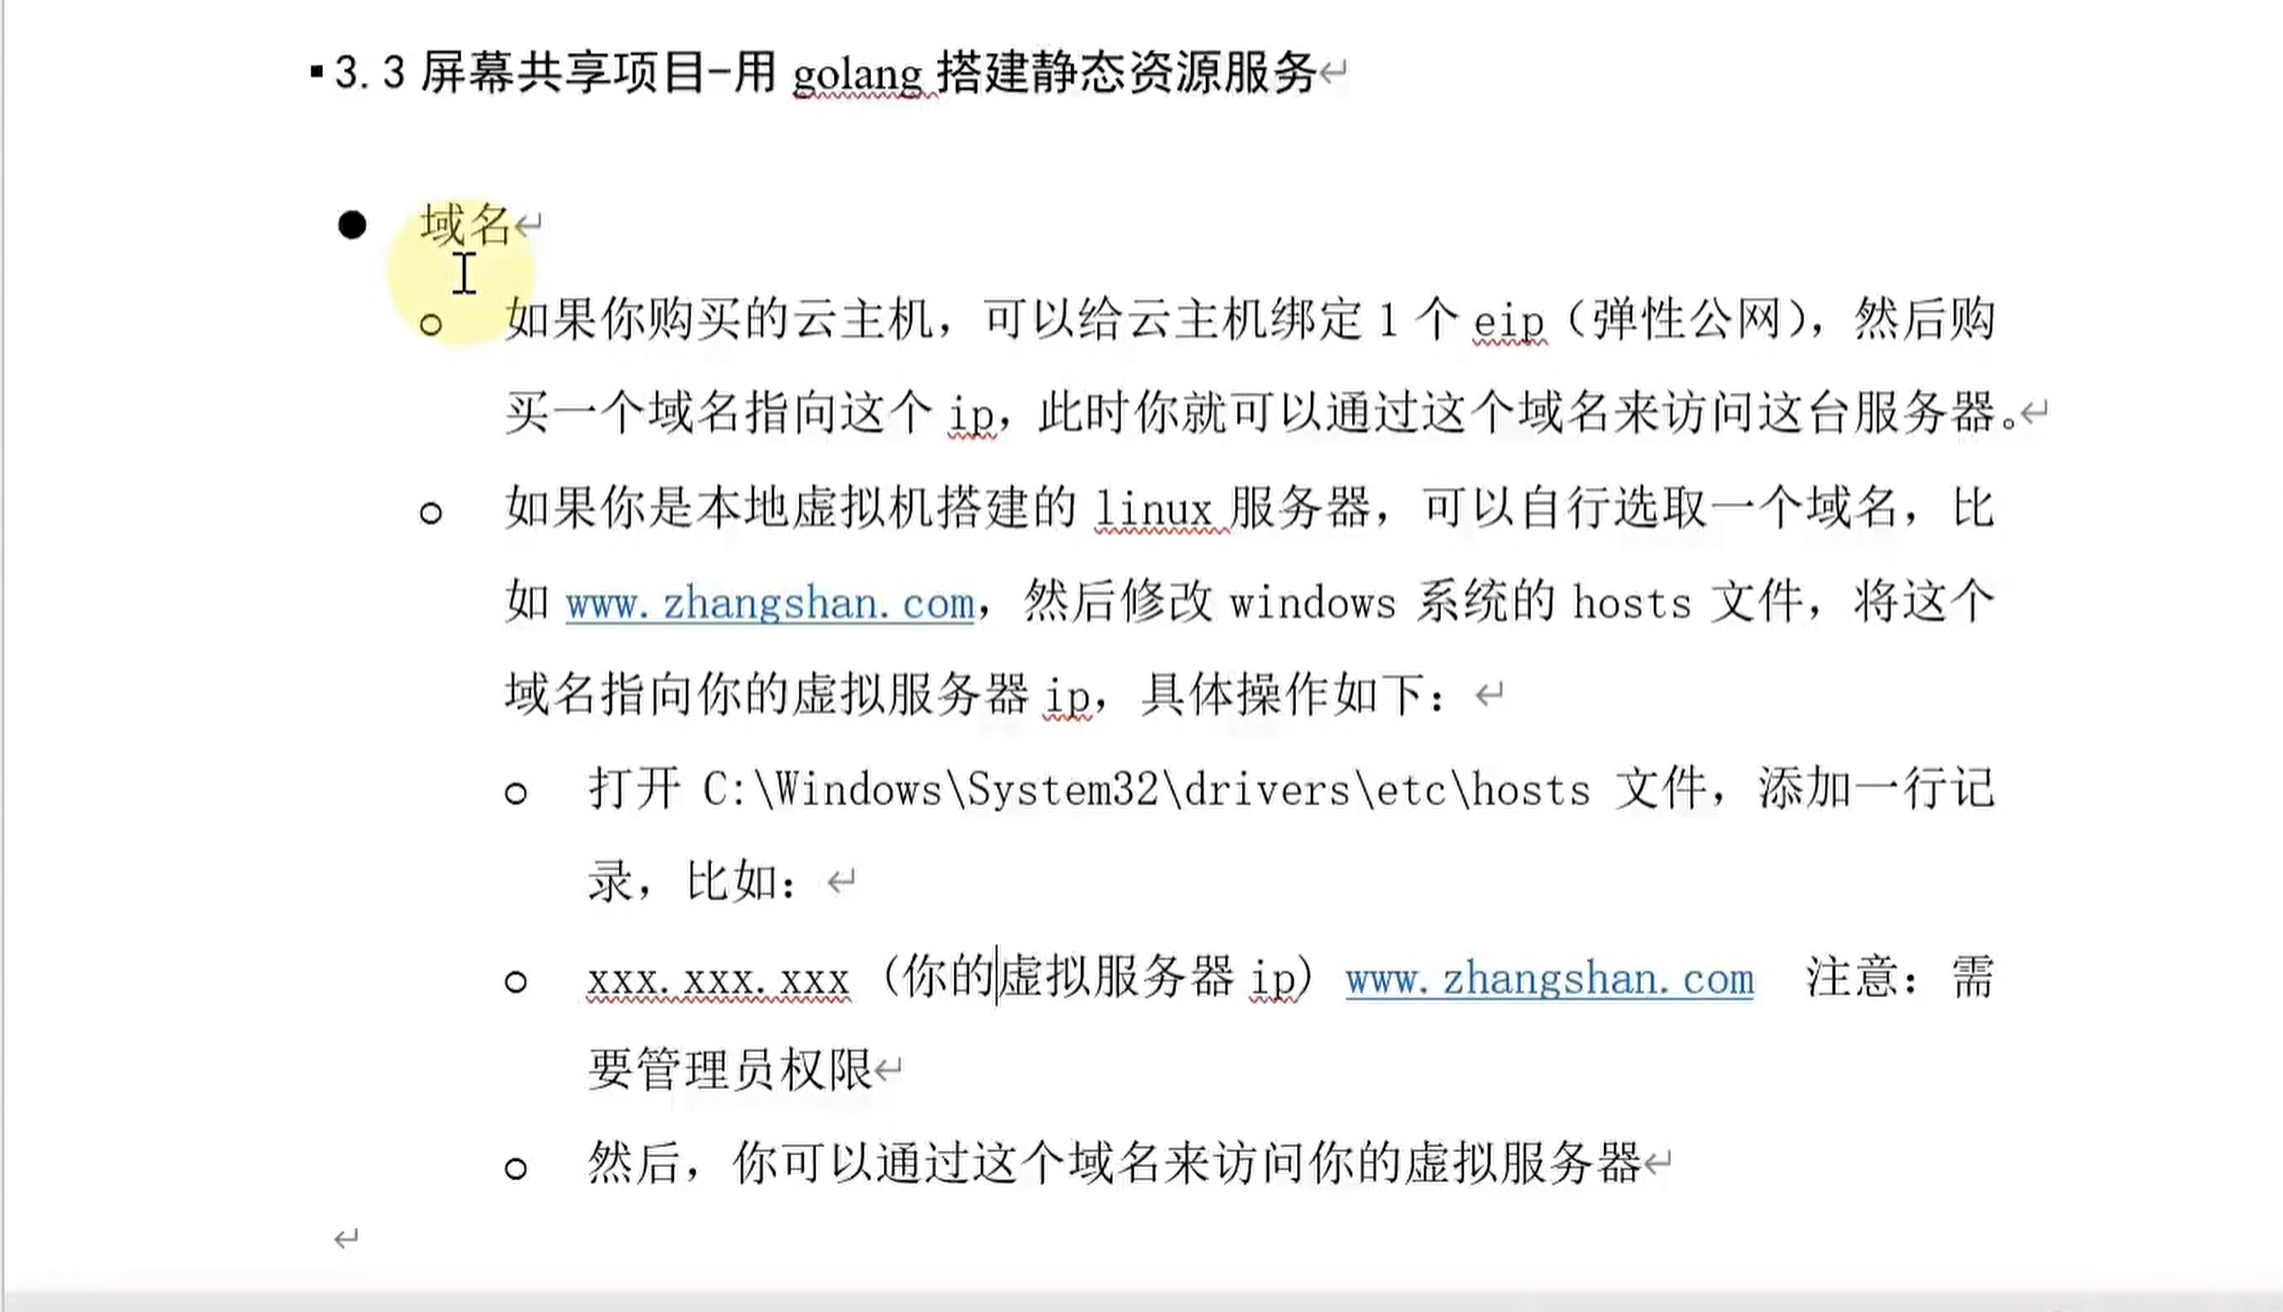 ▪3.3 屏幕共享项目-用 golang 搭建静态资源服务↵
● 域名↵
○ 如果你购买的云主机，可以给云主机绑定 1 个 eip（弹性公网），然后购
买一个域名指向这个 ip，此时你就可以通过这个域名来访问这台服务器。↵
○ 如果你是本地虚拟机搭建的 linux 服务器，可以自行选取一个域名，比
如 www.zhangshan.com，然后修改 windows 系统的 hosts 文件，将这个
域名指向你的虚拟服务器 ip，具体操作如下：↵
○ 打开 C:\Windows\System32\drivers\etc\hosts 文件，添加一行记
录，比如：↵
○ xxx.xxx.xxx (你的虚拟服务器 ip) www.zhangshan.com 注意：需
要管理员权限↵
○ 然后，你可以通过这个域名来访问你的虚拟服务器↵
↵